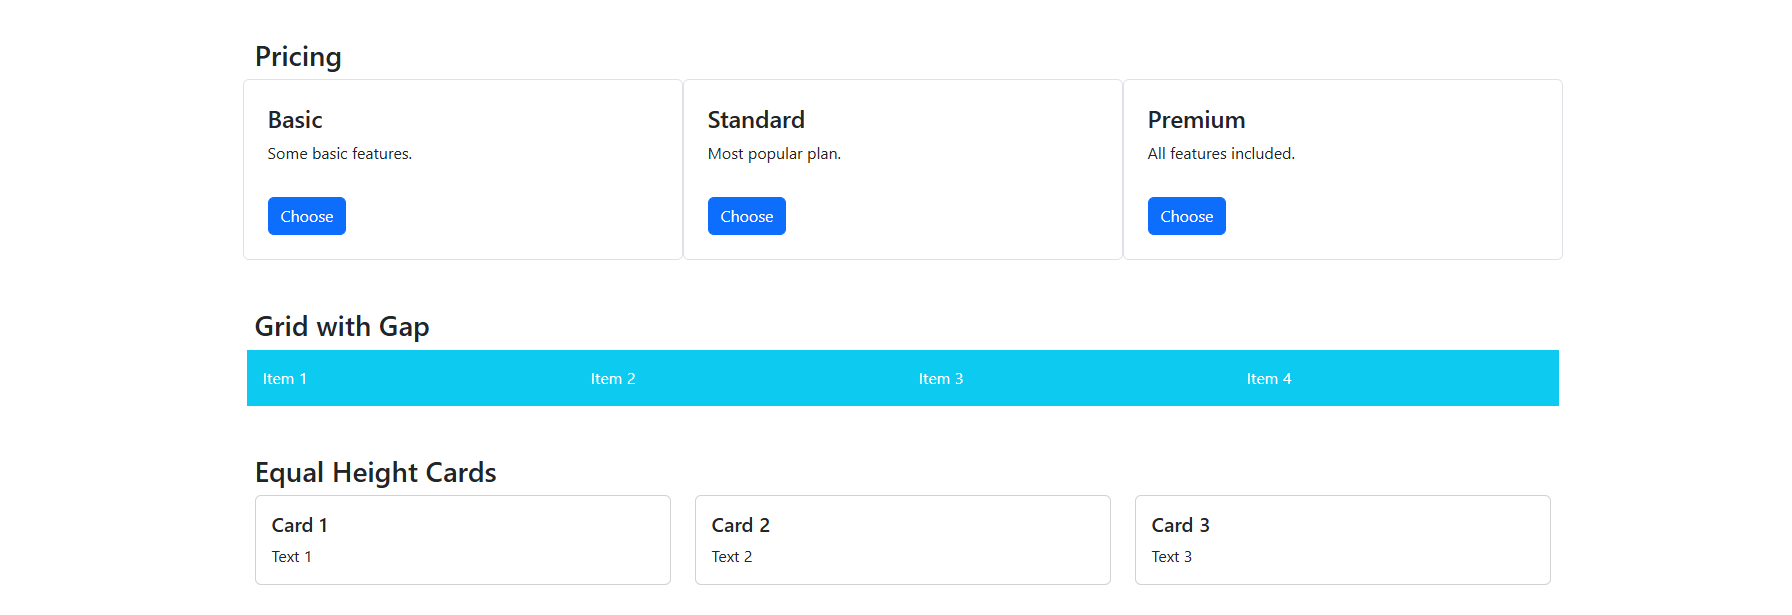 Pricing
Basic
Some basic features.
Choose
Standard
Most popular plan.
Choose
Premium
All features included.
Choose
Grid with Gap
Item 1
Item 2
Item 3
Item 4
Equal Height Cards
Card 1
Text 1
Card 2
Text 2
Card 3
Text 3